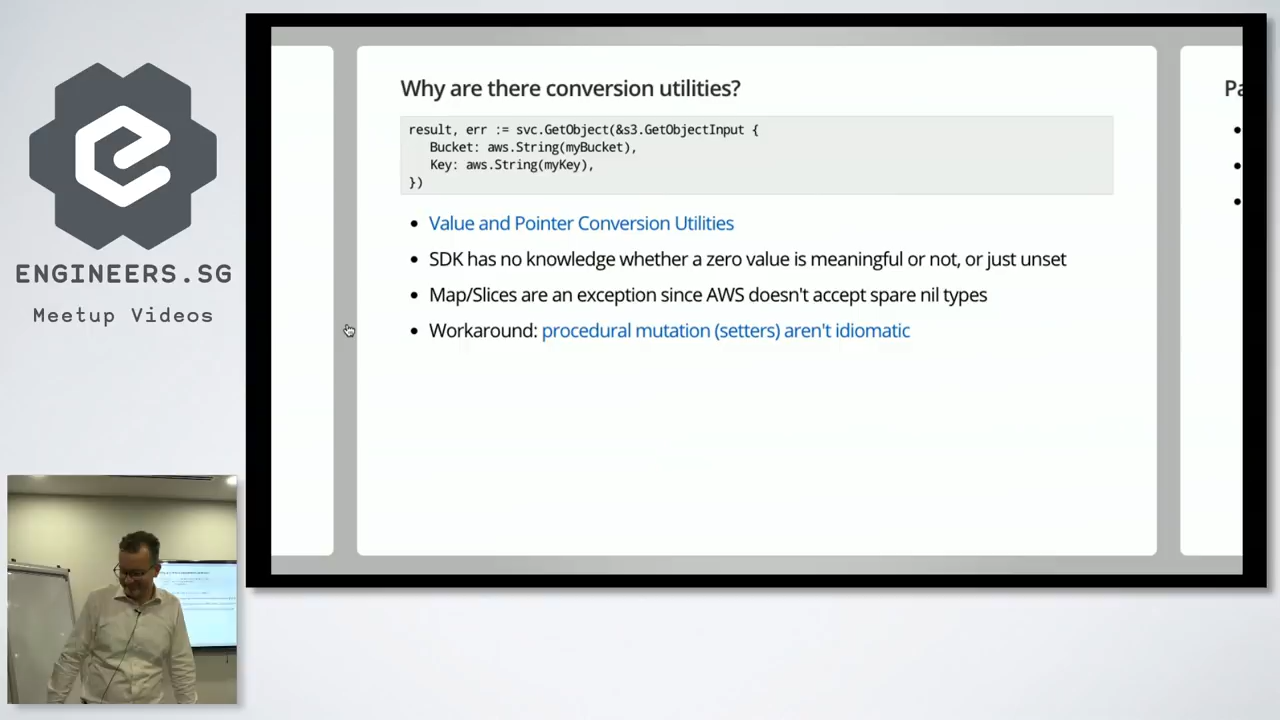 ENGINEERS.SG
Meetup Videos
Why are there conversion utilities?
result, err := svc.GetObject(&s3.GetObjectInput {
Bucket: aws.String(myBucket),
Key: aws.String(myKey),
})
• Value and Pointer Conversion Utilities
• SDK has no knowledge whether a zero value is meaningful or not, or just unset
• Map/Slices are an exception since AWS doesn't accept spare nil types
• Workaround: procedural mutation (setters) aren't idiomatic
Pa